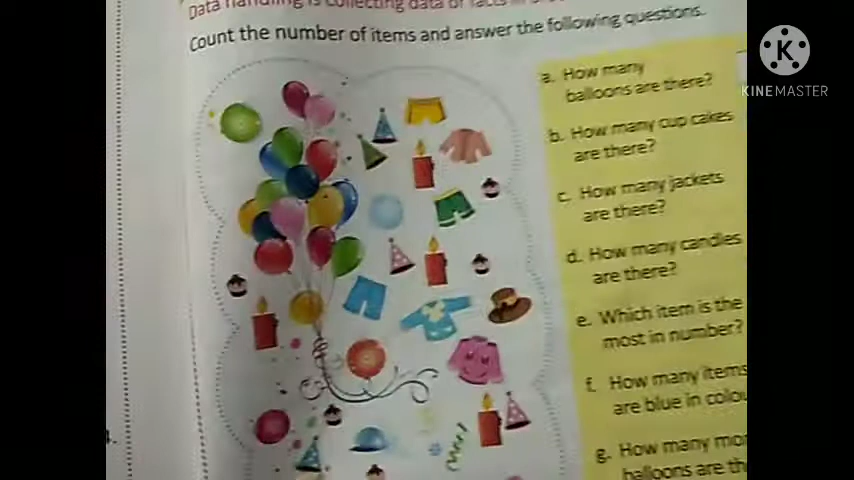 Data handling is collecting data or facts in
Count the number of items and answer the following questions.
a. How many
balloons are there?
b. How many cup cakes
are there?
c. How many jackets
are there?
d. How many candles
are there?
e. Which item is the
most in number?
f. How many items
are blue in colou
g. How many mo
balloons are th
KINEMASTER